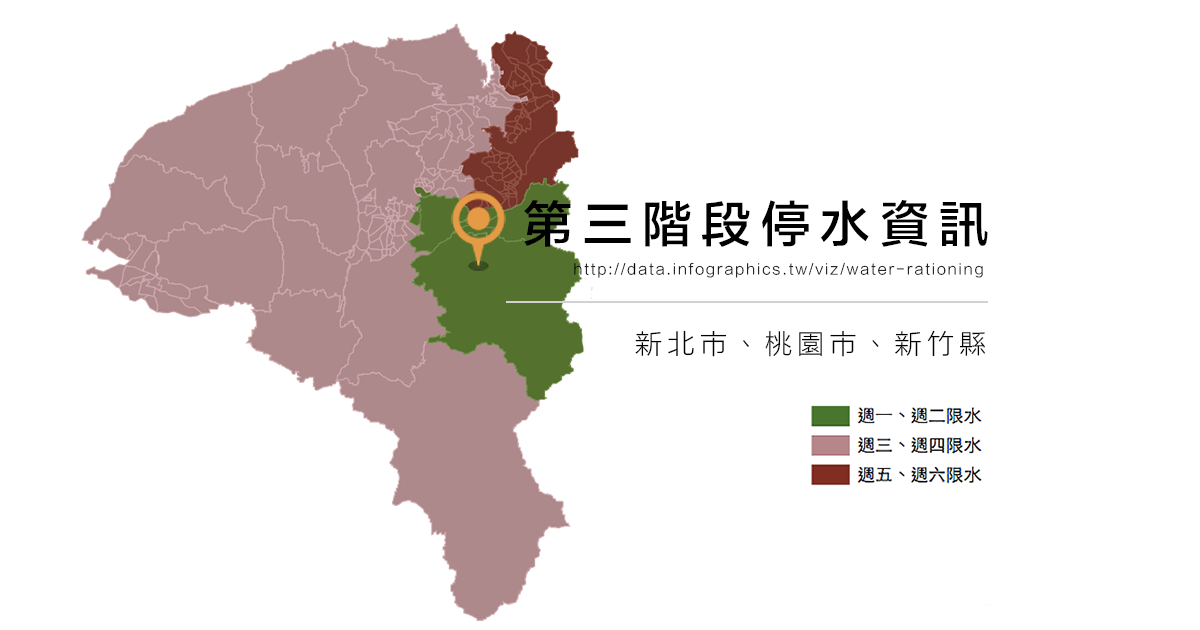 第三階段停水資訊
http://data.infographics.tw/viz/water-rationing
新北市、桃園市、新竹縣
週一、週二限水
週三、週四限水
週五、週六限水